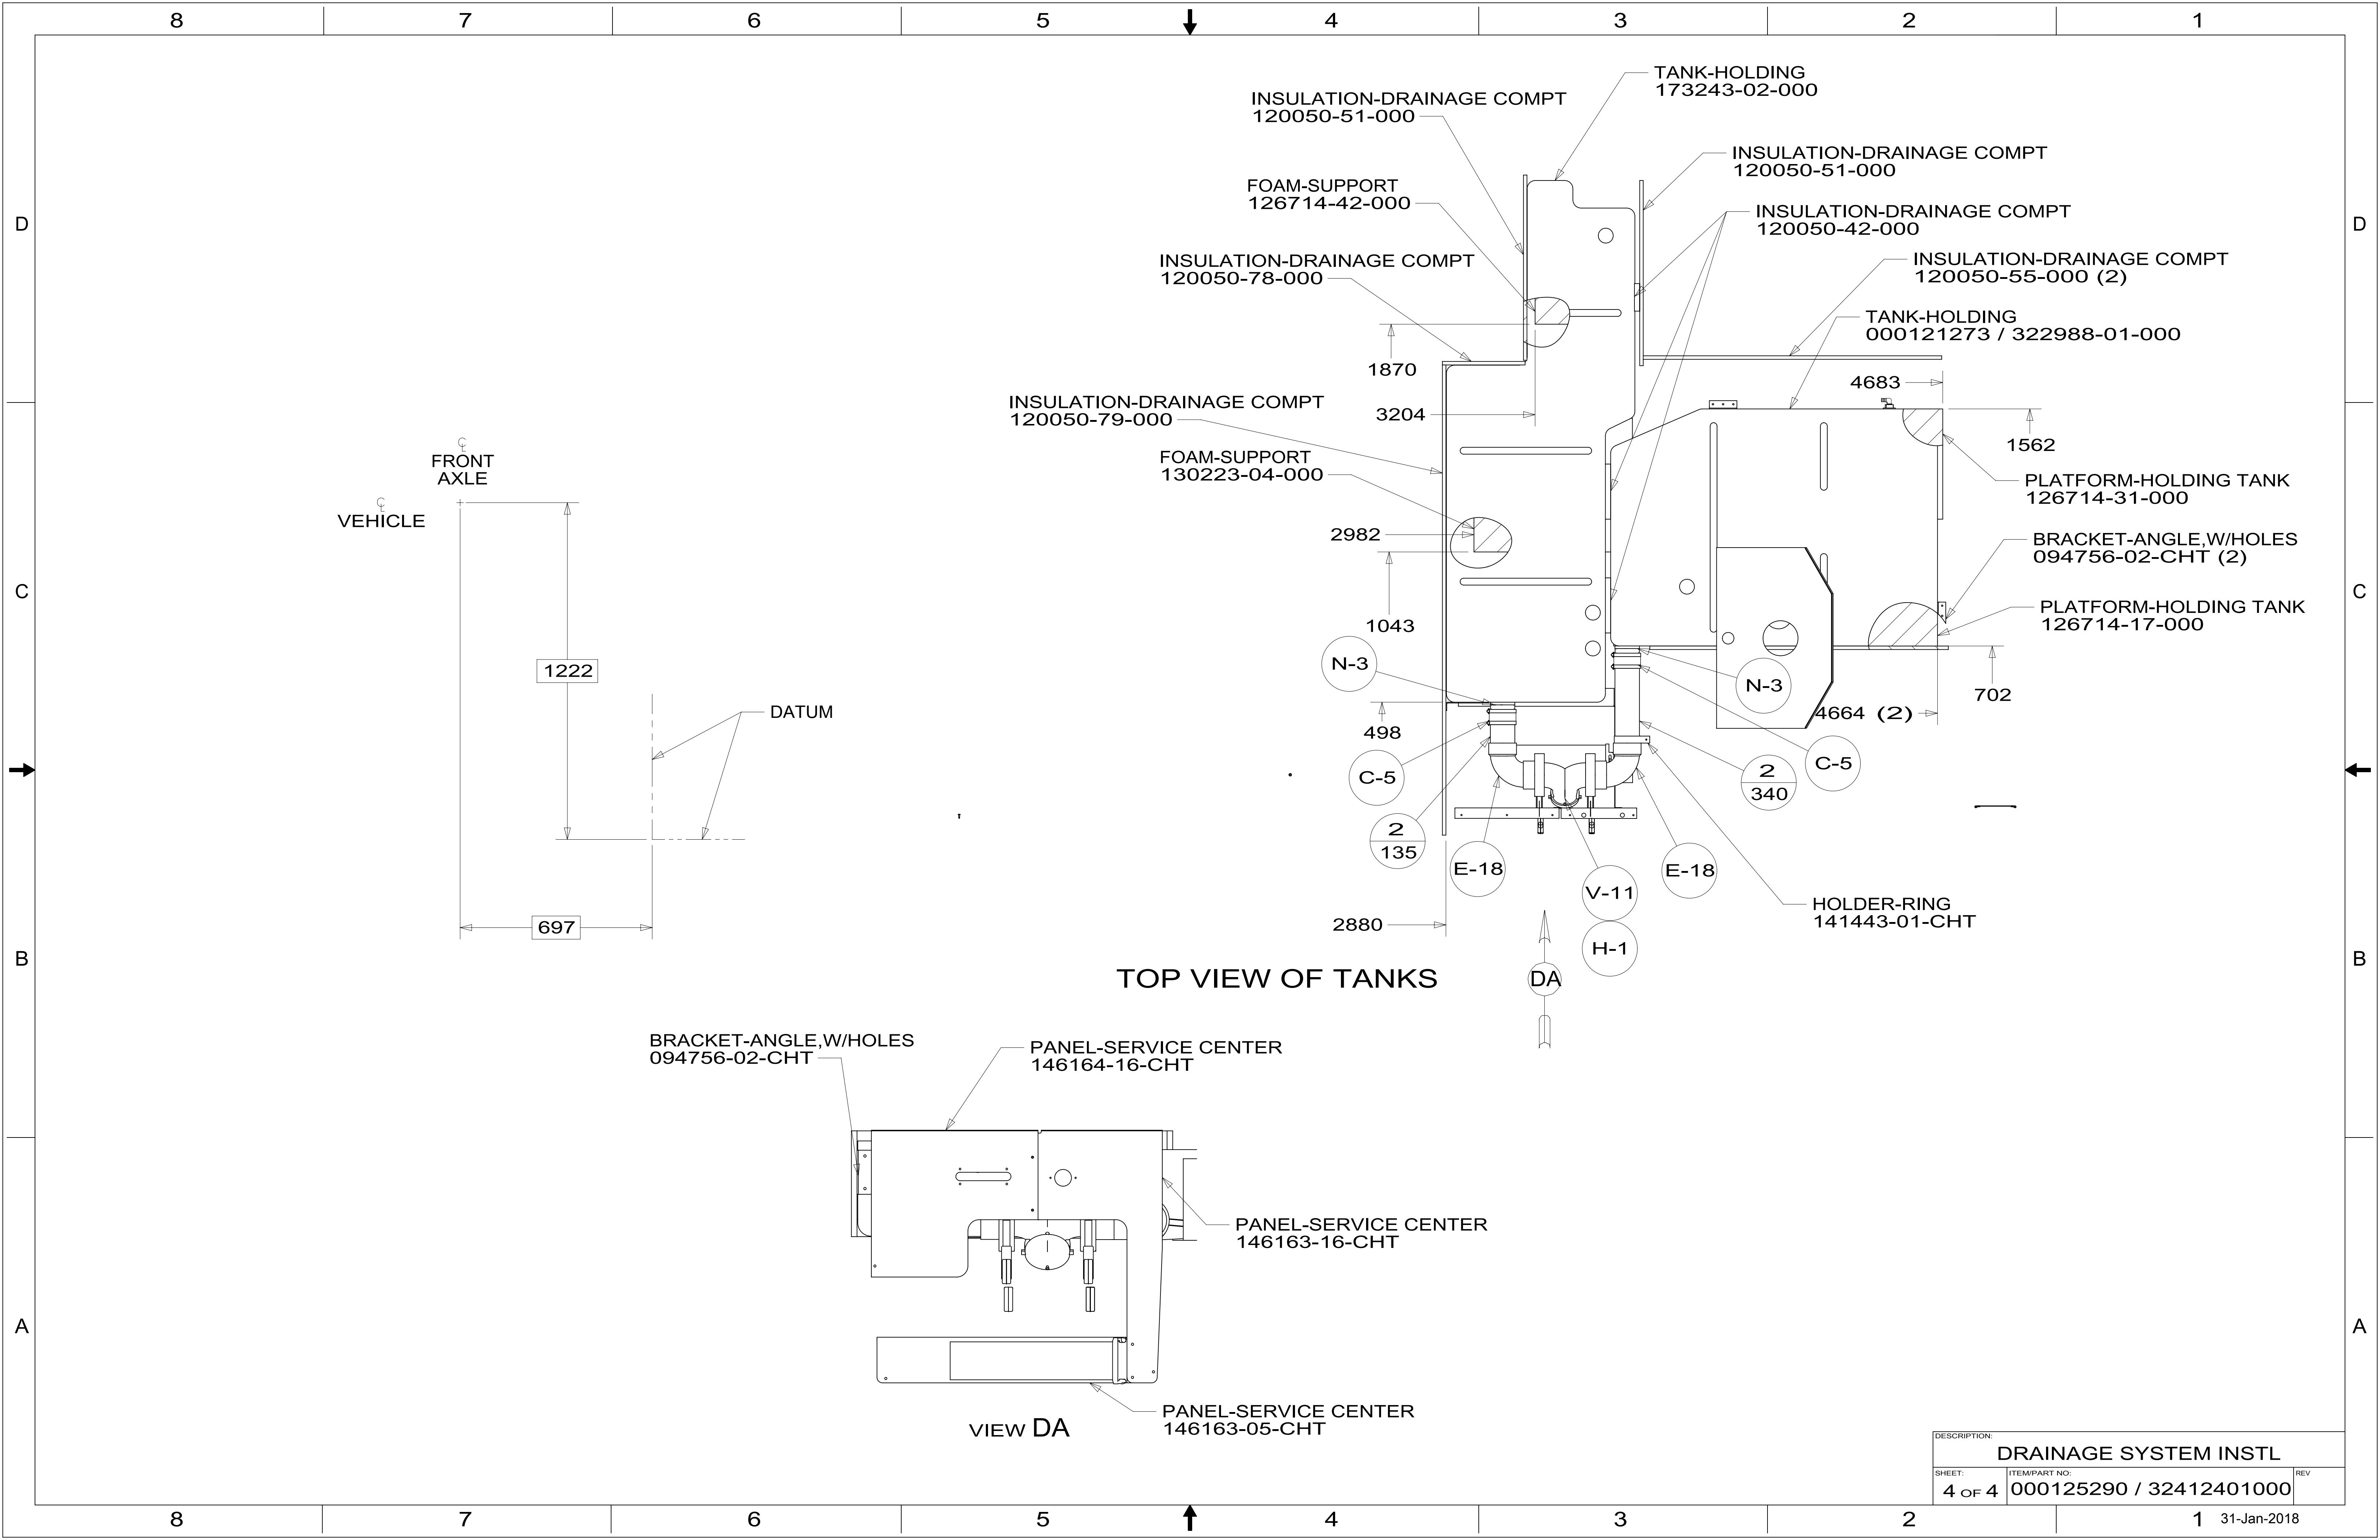 8 7 6 5 4 3 2 1
TANK-HOLDING
173243-02-000
INSULATION-DRAINAGE COMPT
120050-51-000
INSULATION-DRAINAGE COMPT
120050-51-000
FOAM-SUPPORT
126714-42-000
INSULATION-DRAINAGE COMPT
120050-42-000
D
D
INSULATION-DRAINAGE COMPT
120050-78-000
INSULATION-DRAINAGE COMPT
120050-55-000 (2)
TANK-HOLDING
000121273 / 322988-01-000
1870
4683
INSULATION-DRAINAGE COMPT
120050-79-000
3204
1562
℄
FRONT
AXLE
FOAM-SUPPORT
130223-04-000
PLATFORM-HOLDING TANK
126714-31-000
℄
VEHICLE
2982
BRACKET-ANGLE,W/HOLES
094756-02-CHT (2)
C
C
PLATFORM-HOLDING TANK
126714-17-000
1043
N-3
1222
N-3
702
DATUM
4664 (2)
498
C-5
C-5
2
340
2
135
E-18
E-18
V-11
HOLDER-RING
141443-01-CHT
697
2880
H-1
B
B
TOP VIEW OF TANKS
DA
BRACKET-ANGLE,W/HOLES
094756-02-CHT
PANEL-SERVICE CENTER
146164-16-CHT
PANEL-SERVICE CENTER
146163-16-CHT
A
A
PANEL-SERVICE CENTER
146163-05-CHT
VIEW DA
DESCRIPTION:
DRAINAGE SYSTEM INSTL
SHEET:
4 OF 4
ITEM/PART NO:
000125290 / 32412401000
REV
8 7 6 5 4 3 2 1
31-Jan-2018